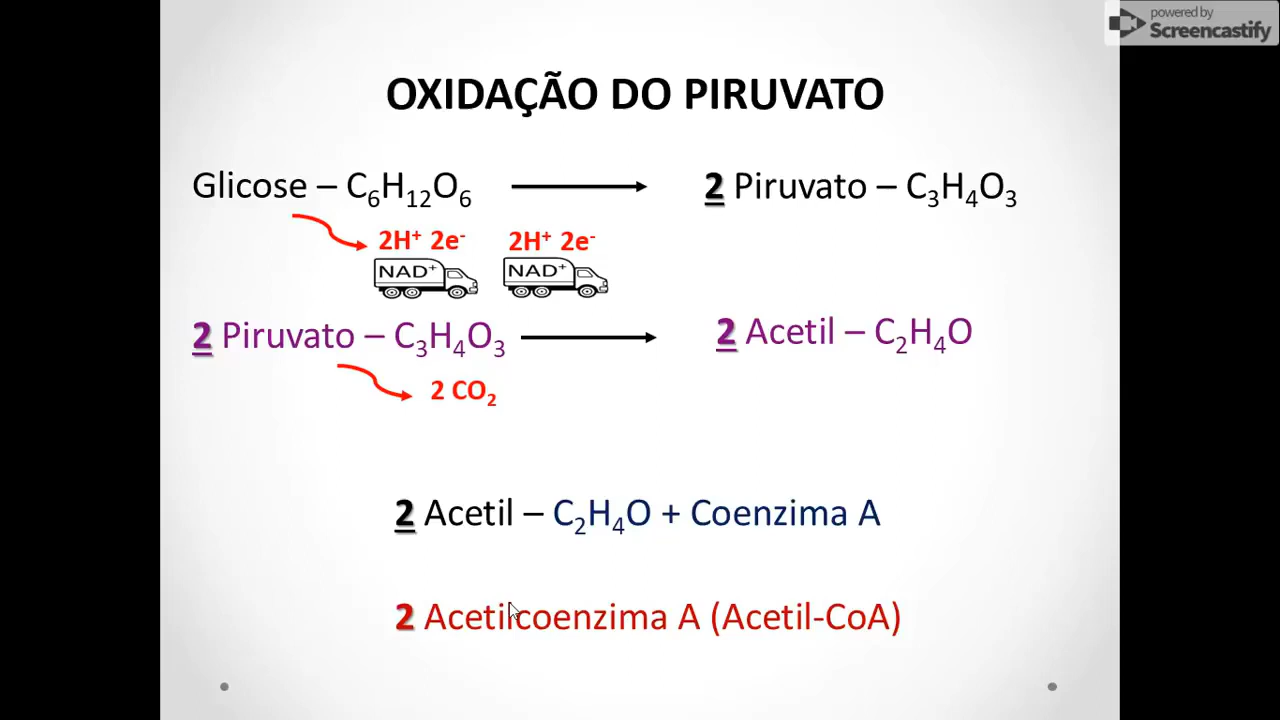 powered by
Screencastify
OXIDAÇÃO DO PIRUVATO
Glicose – C₆H₁₂O₆ 2 Piruvato – C₃H₄O₃
2H⁺ 2e⁻ 2H⁺ 2e⁻
NAD⁺ NAD⁺
2 Piruvato – C₃H₄O₃ 2 Acetil – C₂H₄O
2 CO₂
2 Acetil – C₂H₄O + Coenzima A
2 Acetilcoenzima A (Acetil-CoA)